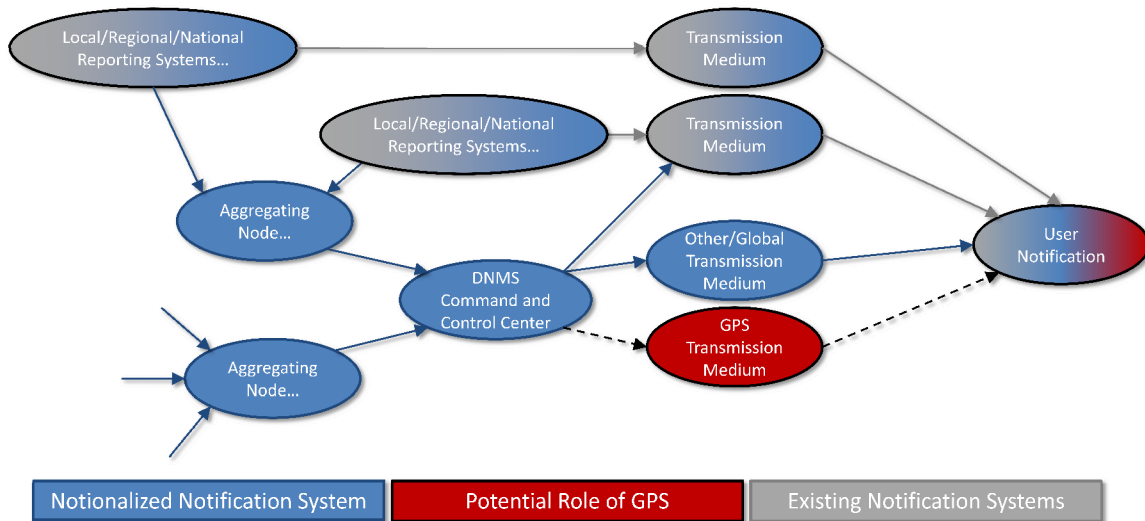 Local/Regional/National
Reporting Systems...
Transmission
Medium
Local/Regional/National
Reporting Systems...
Transmission
Medium
Aggregating
Node...
Other/Global
Transmission
Medium
User
Notification
DNMS
Command and
Control Center
GPS
Transmission
Medium
Aggregating
Node...
Notionalized Notification System
Potential Role of GPS
Existing Notification Systems